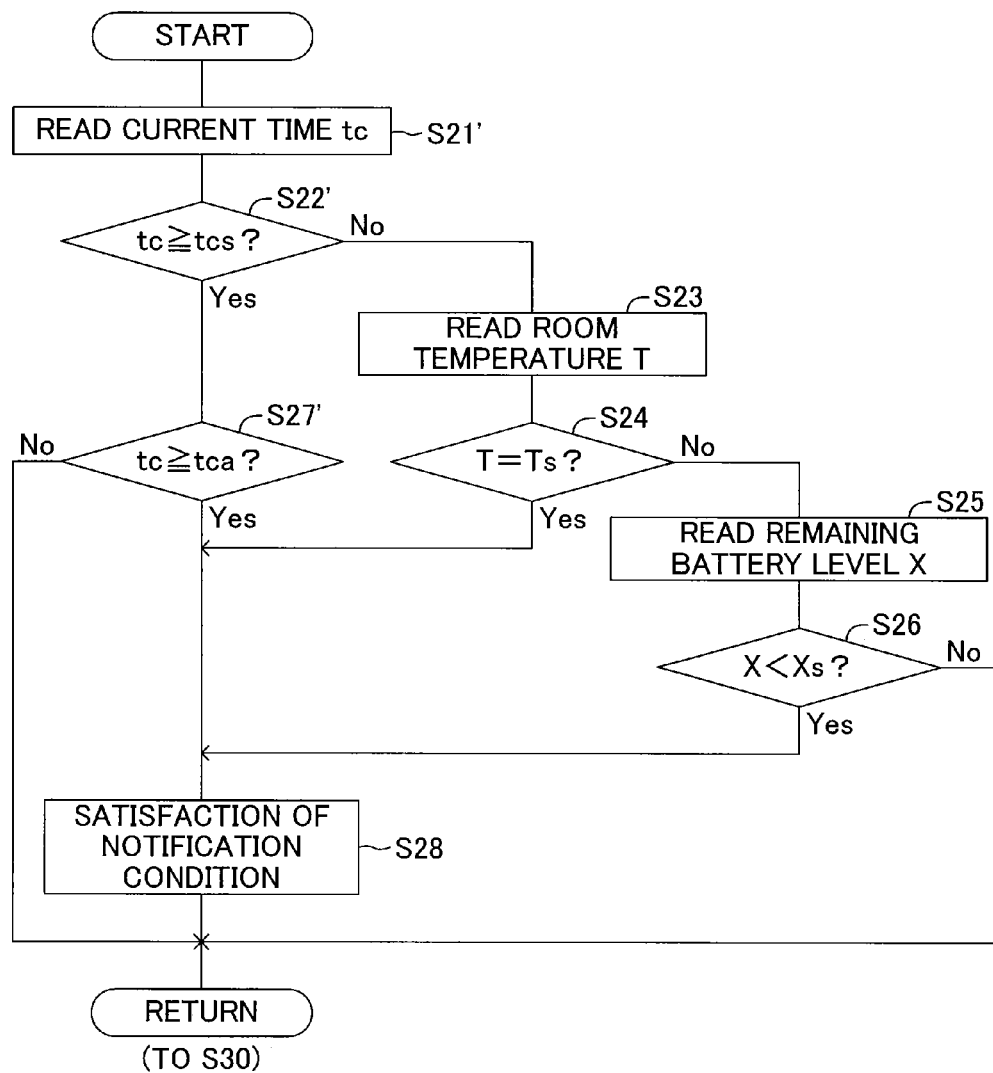 START
READ CURRENT TIME tc
S21'
S22'
tc≧tcs?
No
Yes
S23
READ ROOM
TEMPERATURE T
S27'
No
tc≧tca?
Yes
S24
T=Ts?
No
Yes
S25
READ REMAINING
BATTERY LEVEL X
S26
X<Xs?
No
Yes
SATISFACTION OF
NOTIFICATION
CONDITION
S28
RETURN
(TO S30)